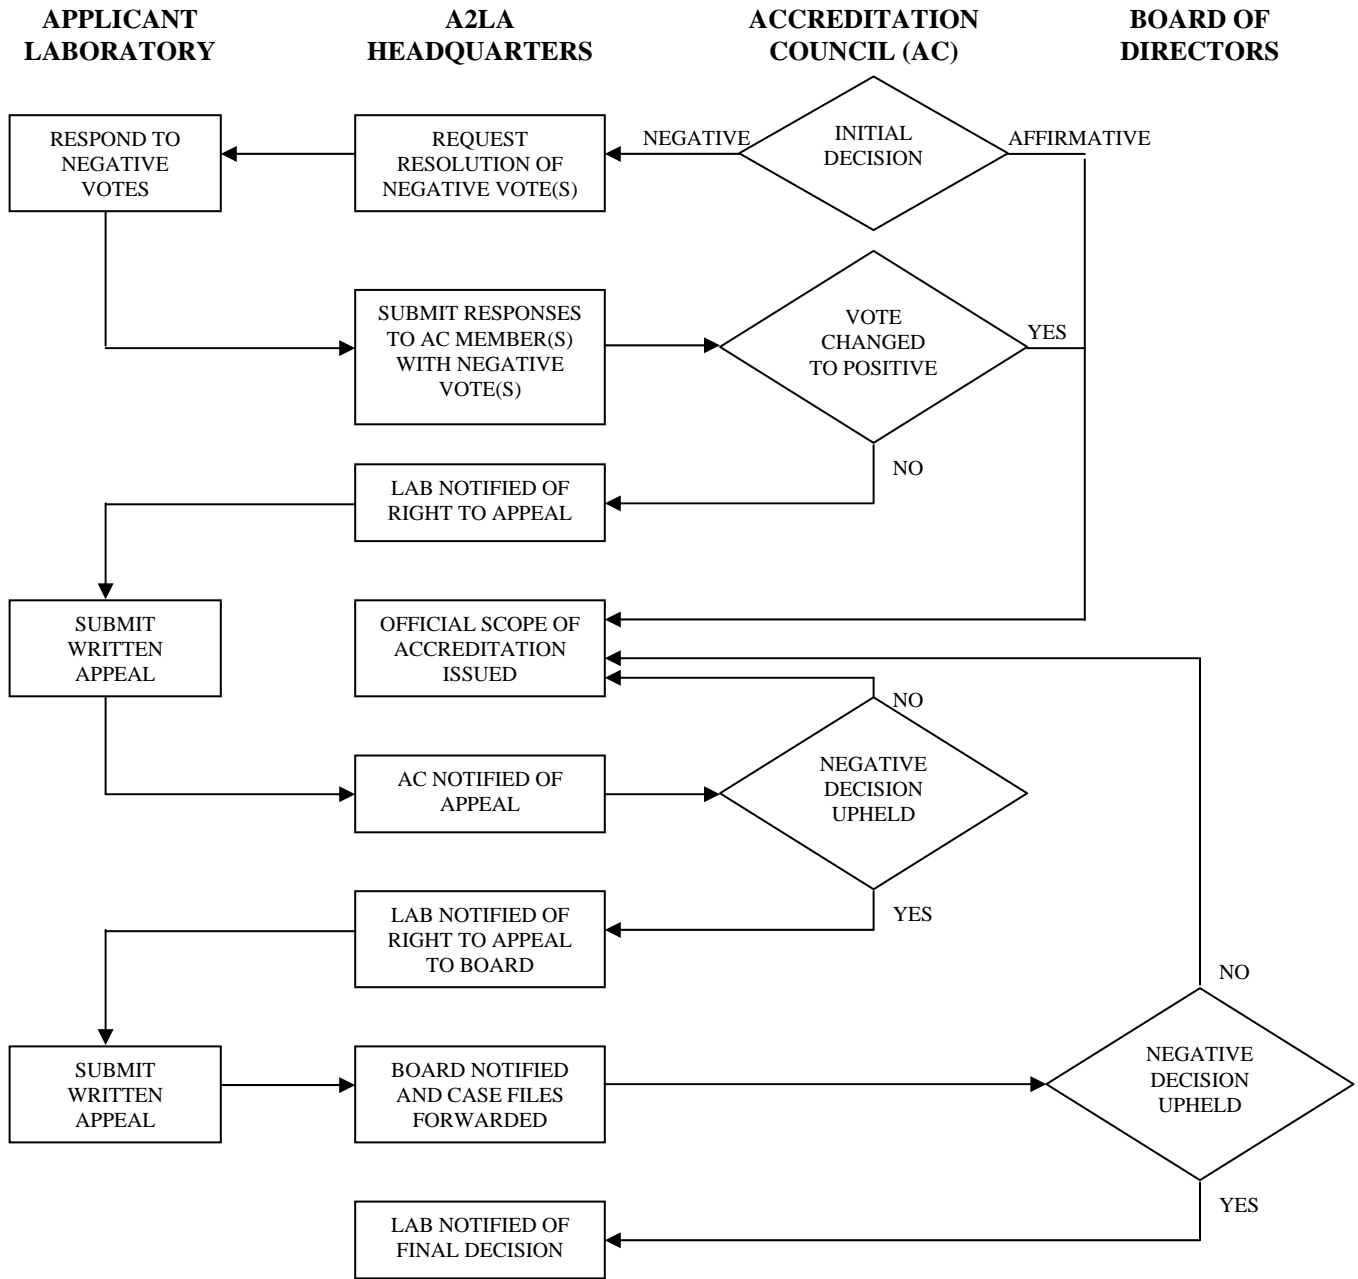 APPLICANT
LABORATORY
A2LA
HEADQUARTERS
ACCREDITATION
COUNCIL (AC)
BOARD OF
DIRECTORS
RESPOND TO
NEGATIVE
VOTES
REQUEST
RESOLUTION OF
NEGATIVE VOTE(S)
NEGATIVE
INITIAL
DECISION
AFFIRMATIVE
SUBMIT RESPONSES
TO AC MEMBER(S)
WITH NEGATIVE
VOTE(S)
VOTE
CHANGED
TO POSITIVE
YES
NO
LAB NOTIFIED OF
RIGHT TO APPEAL
SUBMIT
WRITTEN
APPEAL
OFFICIAL SCOPE OF
ACCREDITATION
ISSUED
NO
AC NOTIFIED OF
APPEAL
NEGATIVE
DECISION
UPHELD
YES
LAB NOTIFIED OF
RIGHT TO APPEAL
TO BOARD
NO
SUBMIT
WRITTEN
APPEAL
BOARD NOTIFIED
AND CASE FILES
FORWARDED
NEGATIVE
DECISION
UPHELD
YES
LAB NOTIFIED OF
FINAL DECISION